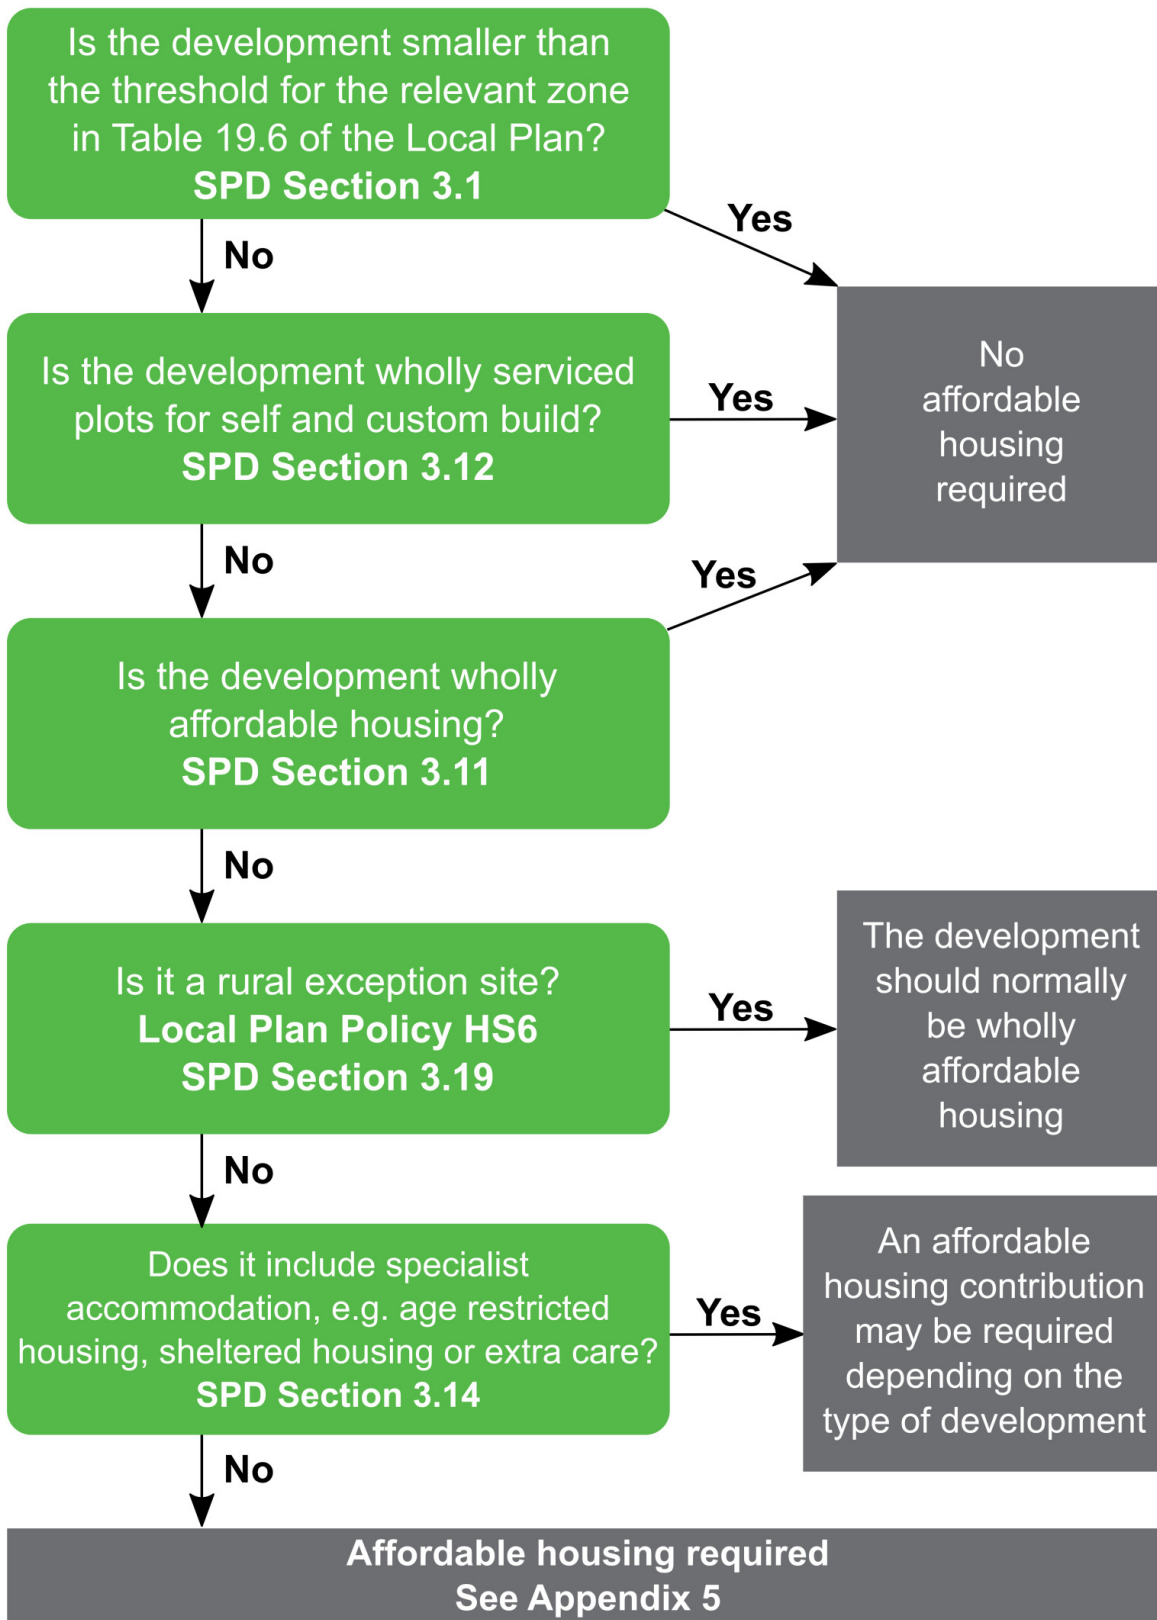 Is the development smaller than
the threshold for the relevant zone
in Table 19.6 of the Local Plan?
SPD Section 3.1
Yes
No
No
affordable
housing
required
Is the development wholly serviced
plots for self and custom build?
SPD Section 3.12
Yes
No
Yes
Is the development wholly
affordable housing?
SPD Section 3.11
No
Is it a rural exception site?
Local Plan Policy HS6
SPD Section 3.19
Yes
The development
should normally
be wholly
affordable
housing
No
Does it include specialist
accommodation, e.g. age restricted
housing, sheltered housing or extra care?
SPD Section 3.14
Yes
An affordable
housing contribution
may be required
depending on the
type of development
No
Affordable housing required
See Appendix 5